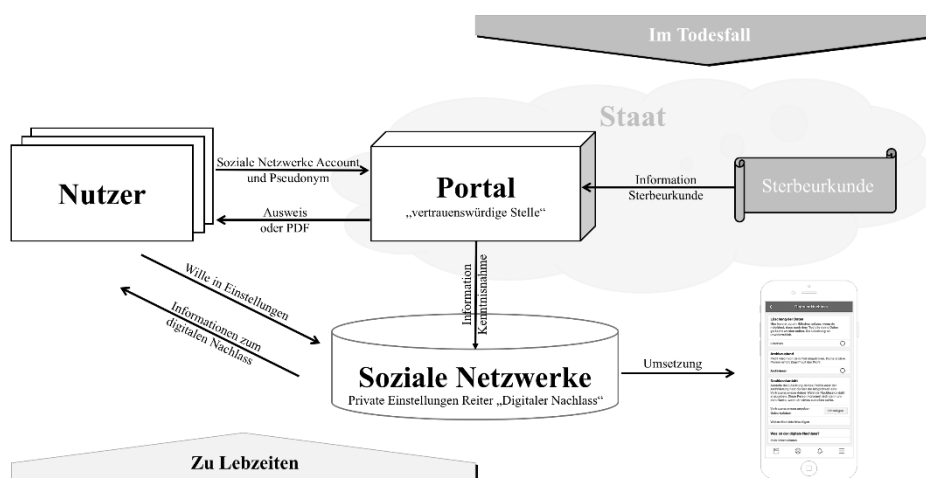 Im Todesfall
Staat
Nutzer
Soziale Netzwerke Account
und Pseudonym
Ausweis
oder PDF
Portal
„vertrauenswürdige Stelle“
Information
Sterbeurkunde
Sterbeurkunde
Wille in Einstellungen
Informationen zum
digitalen Nachlass
Information
Kenntnisnahme
Soziale Netzwerke
Private Einstellungen Reiter „Digitaler Nachlass“
Umsetzung
Zu Lebzeiten